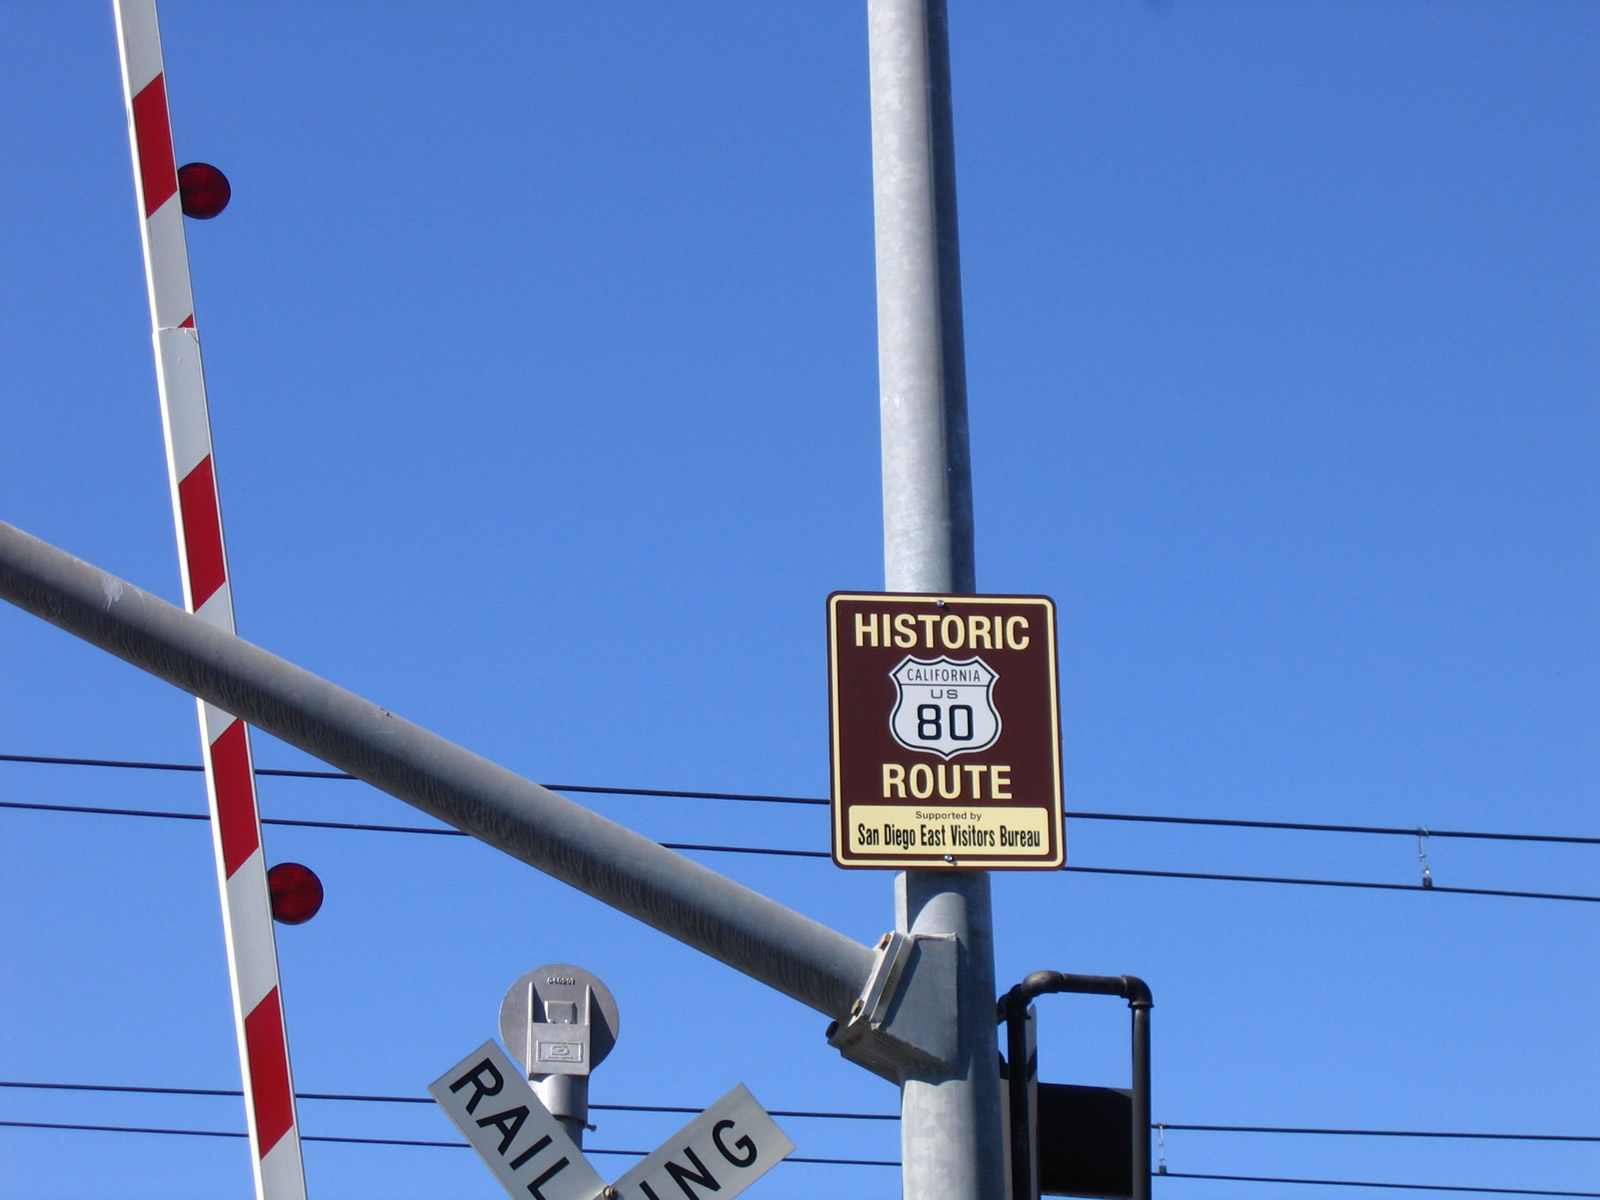 HISTORIC
CALIFORNIA
US
80
ROUTE
Supported by
San Diego East Visitors Bureau
RAIL
ING